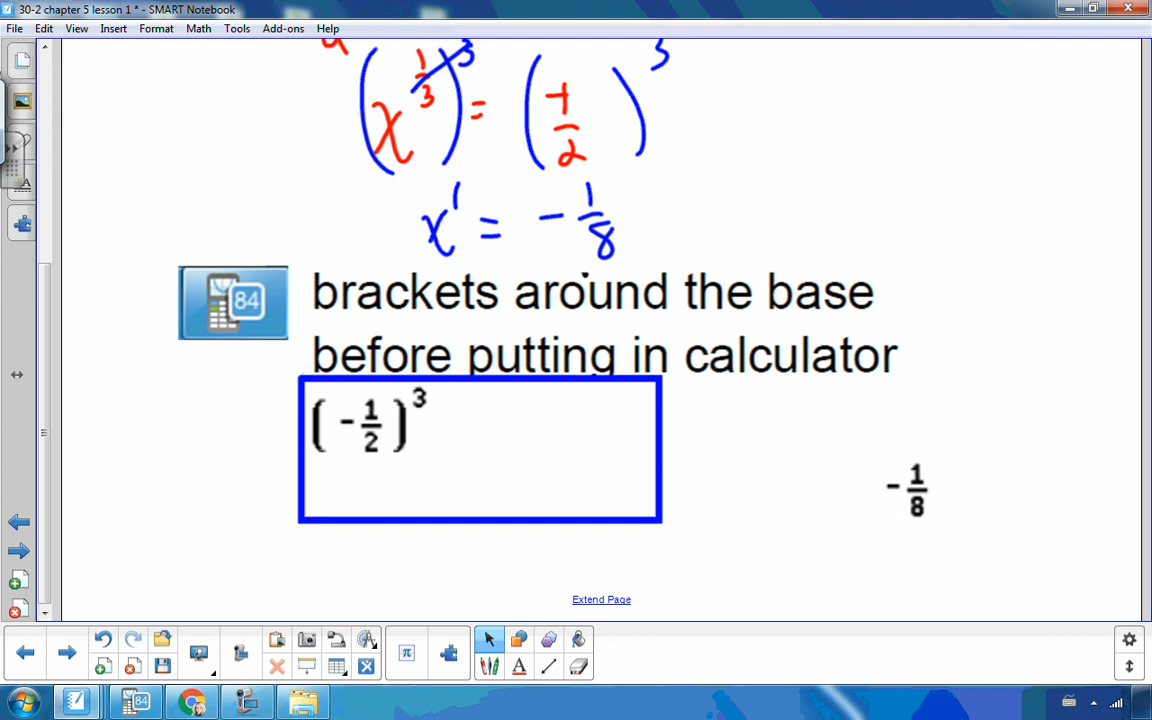 30-2 chapter 5 lesson 1 * - SMART Notebook
File Edit View Insert Format Math Tools Add-ons Help
(x^{1/3})^3 = (-1/2)^3
x^1 = -1/8
84 brackets around the base
before putting in calculator
(-1/2)^3
-1/8
Extend Page
π A
84